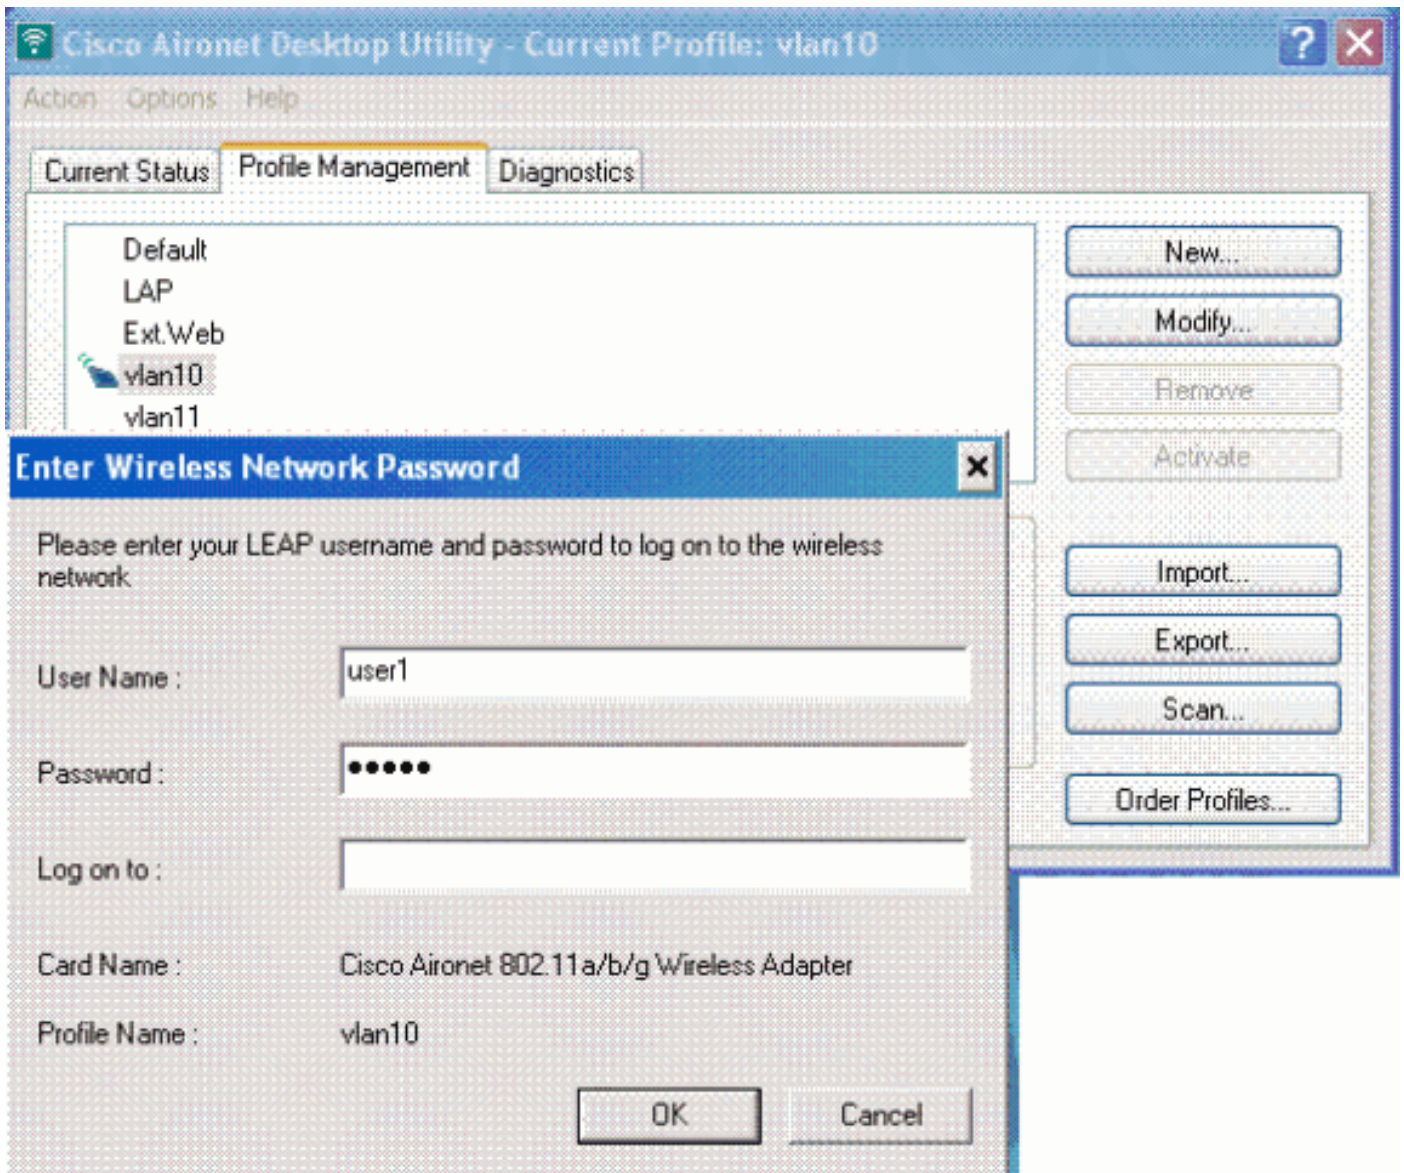 Cisco Aironet Desktop Utility - Current Profile: vlan10
Action Options Help
Current Status Profile Management Diagnostics
Default
LAP
Ext.Web
vlan10
vlan11
New...
Modify...
Remove
Activate
Import...
Export...
Scan...
Order Profiles...
Enter Wireless Network Password
Please enter your LEAP username and password to log on to the wireless
network
User Name : user1
Password : •••••
Log on to :
Card Name : Cisco Aironet 802.11a/b/g Wireless Adapter
Profile Name : vlan10
OK Cancel